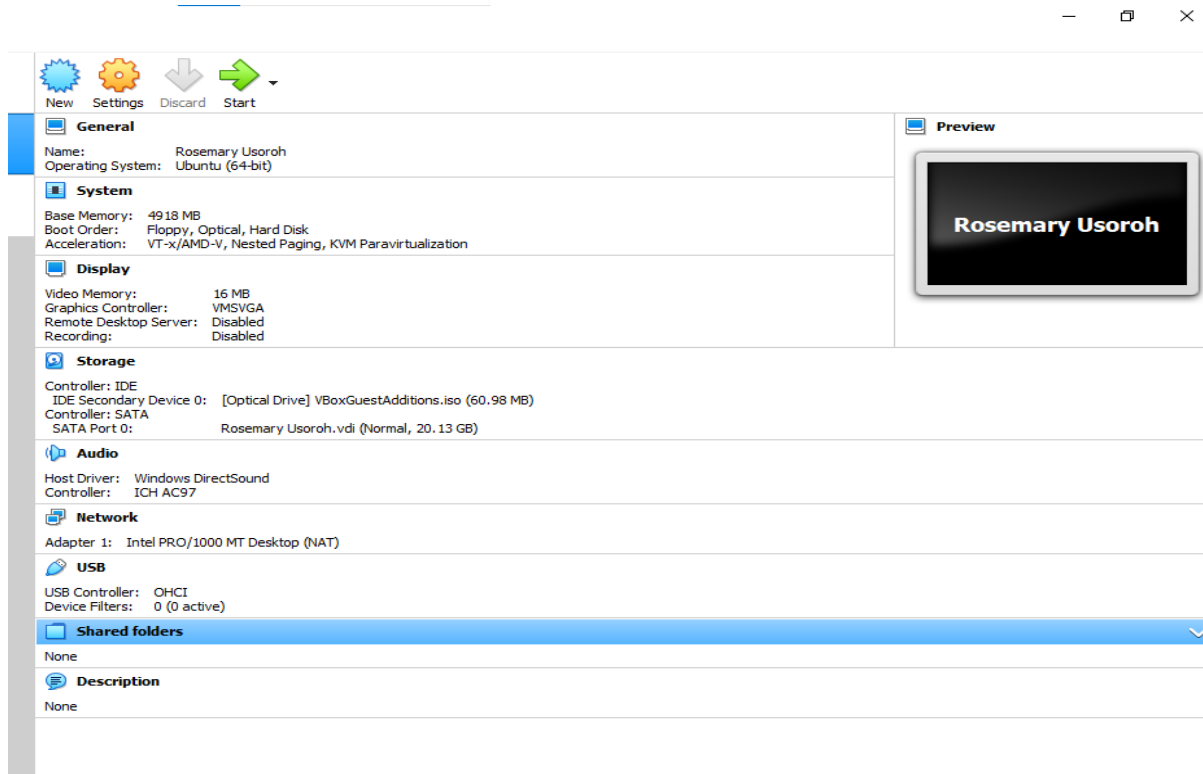 New Settings Discard Start
General
Name: Rosemary Usoroh
Operating System: Ubuntu (64-bit)
System
Base Memory: 4918 MB
Boot Order: Floppy, Optical, Hard Disk
Acceleration: VT-x/AMD-V, Nested Paging, KVM Paravirtualization
Display
Video Memory: 16 MB
Graphics Controller: VMSVGA
Remote Desktop Server: Disabled
Recording: Disabled
Preview
Rosemary Usoroh
Storage
Controller: IDE
IDE Secondary Device 0: [Optical Drive] VBoxGuestAdditions.iso (60.98 MB)
Controller: SATA
SATA Port 0: Rosemary Usoroh.vdi (Normal, 20.13 GB)
Audio
Host Driver: Windows DirectSound
Controller: ICH AC97
Network
Adapter 1: Intel PRO/1000 MT Desktop (NAT)
USB
USB Controller: OHCI
Device Filters: 0 (0 active)
Shared folders
None
Description
None